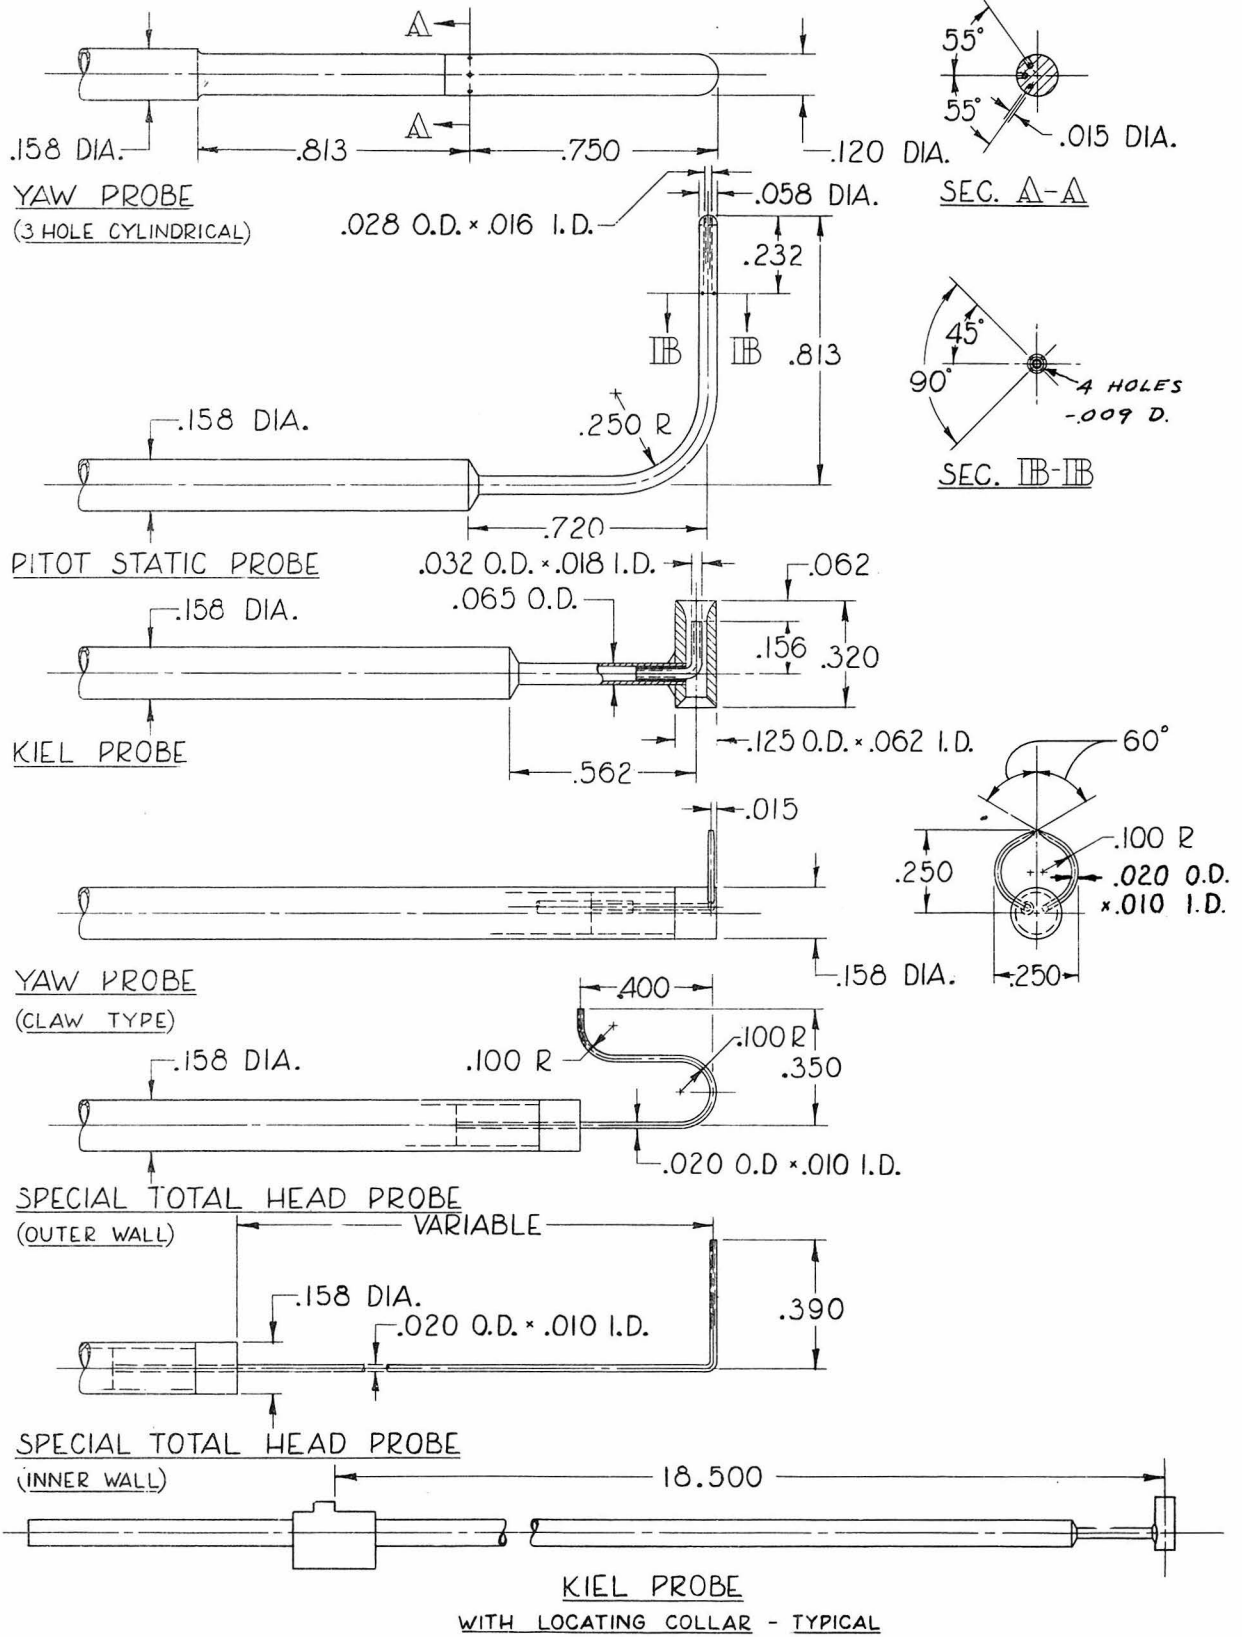 A
55°
55°
A
.015 DIA.
.158 DIA.
.813
.750
.120 DIA.
YAW PROBE
SEC. A-A
(3 HOLE CYLINDRICAL)
.058 DIA.
.028 O.D. × .016 I.D.
.232
B B
.813
45°
90°
4 HOLES
-.009 D.
SEC. B-B
.158 DIA.
.250 R
.720
PITOT STATIC PROBE
.032 O.D. × .018 I.D.
.062
.065 O.D.
.158 DIA.
.156
.320
KIEL PROBE
.125 O.D. × .062 I.D.
.562
60°
.015
.100 R
.250
.020 O.D.
× .010 I.D.
.158 DIA.
.250
YAW PROBE
(CLAW TYPE)
.400
.100 R
.100 R
.350
.158 DIA.
.020 O.D × .010 I.D.
SPECIAL TOTAL HEAD PROBE
(OUTER WALL)
VARIABLE
.158 DIA.
.020 O.D. × .010 I.D.
.390
SPECIAL TOTAL HEAD PROBE
(INNER WALL)
18.500
KIEL PROBE
WITH LOCATING COLLAR - TYPICAL